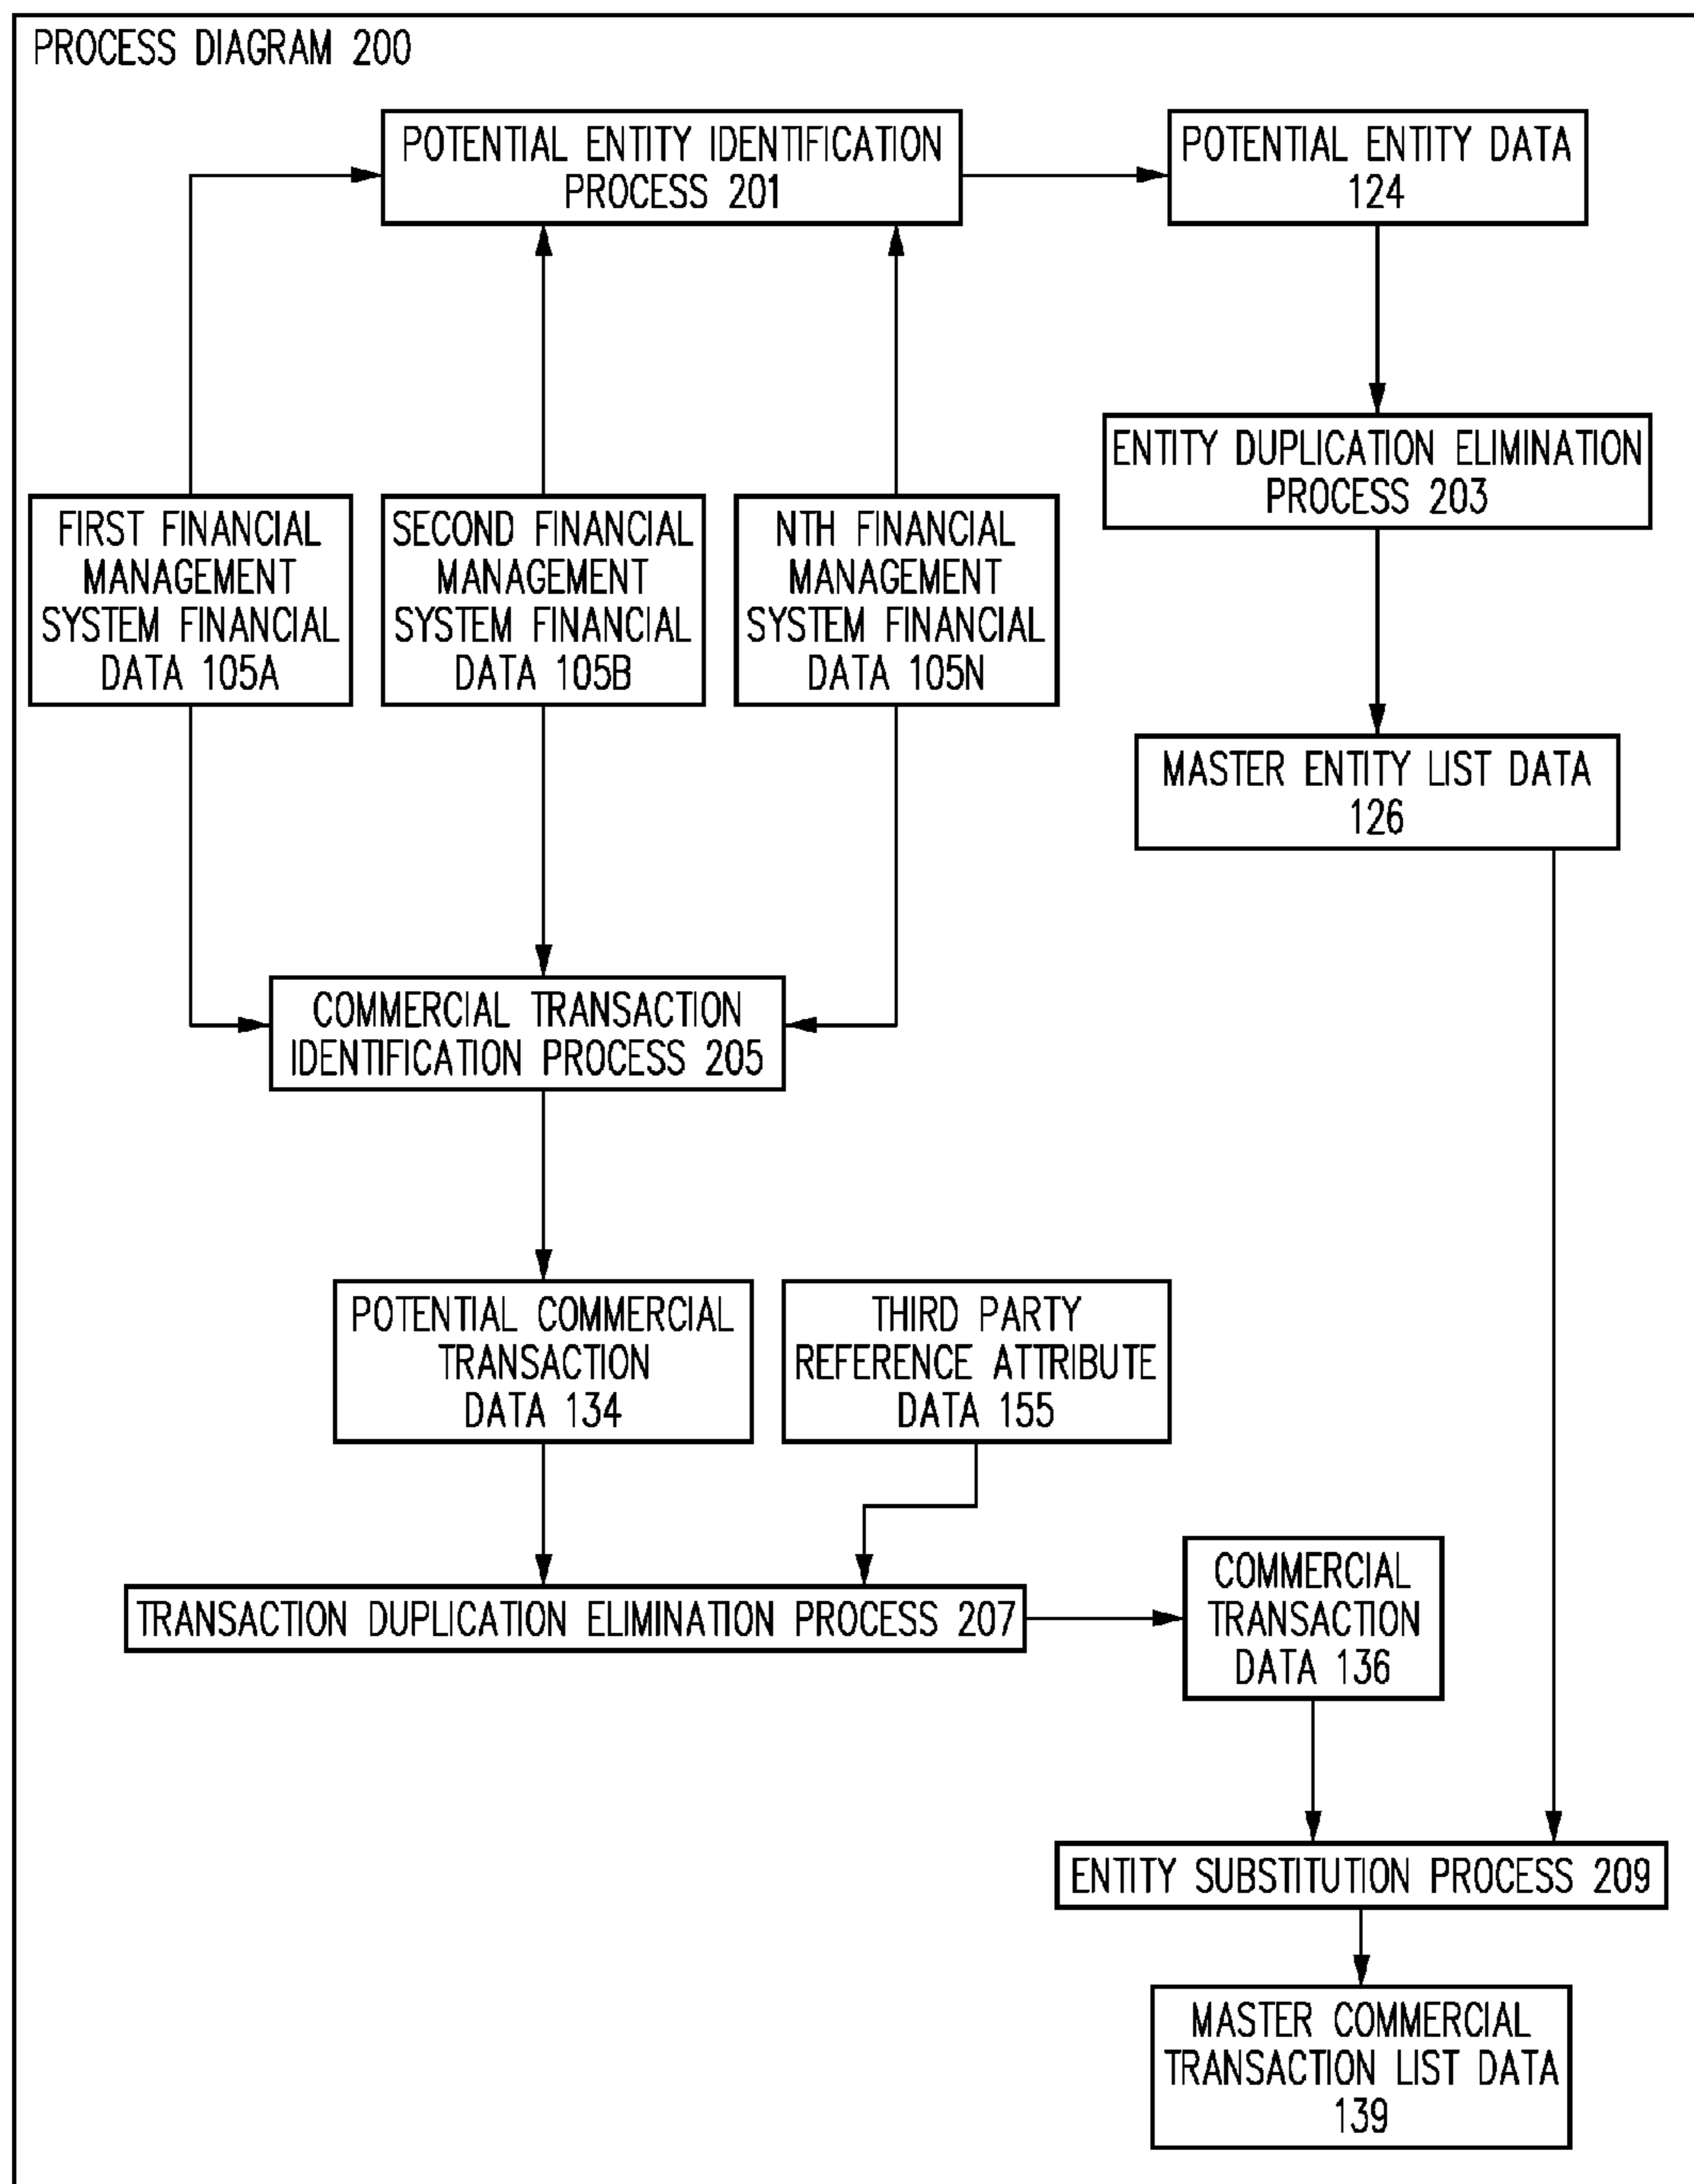 PROCESS DIAGRAM 200
POTENTIAL ENTITY IDENTIFICATION
PROCESS 201
POTENTIAL ENTITY DATA
124
ENTITY DUPLICATION ELIMINATION
PROCESS 203
FIRST FINANCIAL
MANAGEMENT
SYSTEM FINANCIAL
DATA 105A
SECOND FINANCIAL
MANAGEMENT
SYSTEM FINANCIAL
DATA 105B
NTH FINANCIAL
MANAGEMENT
SYSTEM FINANCIAL
DATA 105N
MASTER ENTITY LIST DATA
126
COMMERCIAL TRANSACTION
IDENTIFICATION PROCESS 205
POTENTIAL COMMERCIAL
TRANSACTION
DATA 134
THIRD PARTY
REFERENCE ATTRIBUTE
DATA 155
TRANSACTION DUPLICATION ELIMINATION PROCESS 207
COMMERCIAL
TRANSACTION
DATA 136
ENTITY SUBSTITUTION PROCESS 209
MASTER COMMERCIAL
TRANSACTION LIST DATA
139